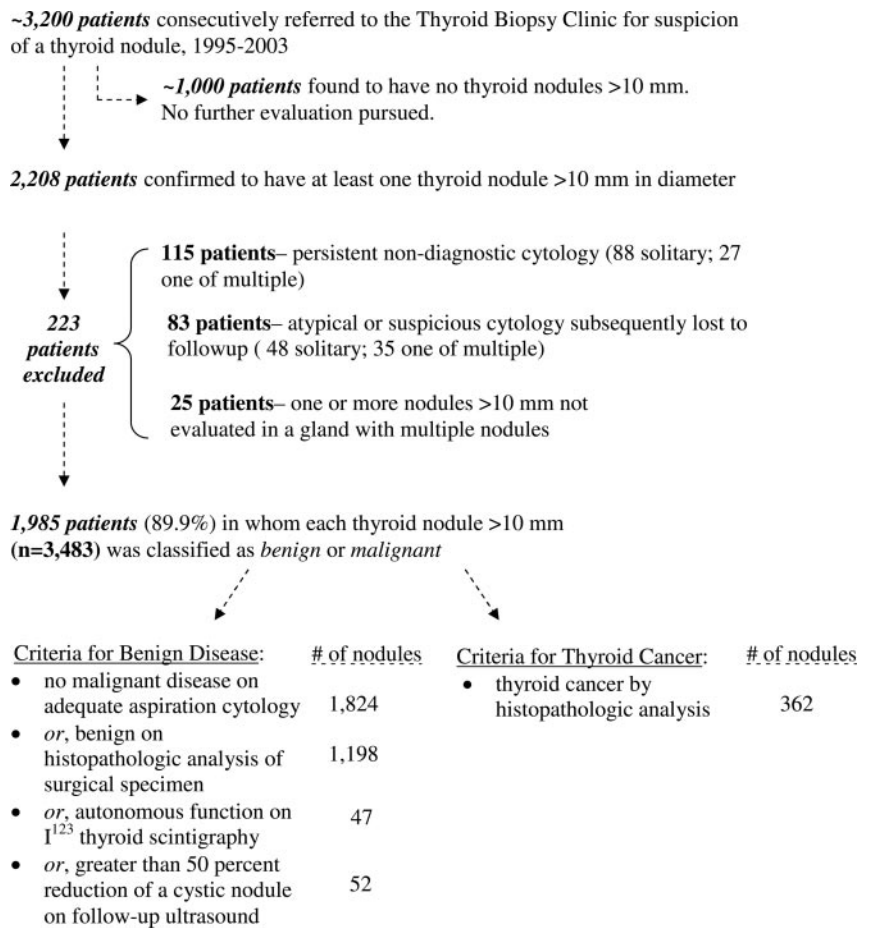 ~3,200 patients consecutively referred to the Thyroid Biopsy Clinic for suspicion
of a thyroid nodule, 1995-2003
~1,000 patients found to have no thyroid nodules >10 mm.
No further evaluation pursued.
2,208 patients confirmed to have at least one thyroid nodule >10 mm in diameter
115 patients– persistent non-diagnostic cytology (88 solitary; 27
one of multiple)
223
patients
excluded
83 patients– atypical or suspicious cytology subsequently lost to
followup ( 48 solitary; 35 one of multiple)
25 patients– one or more nodules >10 mm not
evaluated in a gland with multiple nodules
1,985 patients (89.9%) in whom each thyroid nodule >10 mm
(n=3,483) was classified as benign or malignant
Criteria for Benign Disease: # of nodules
• no malignant disease on
adequate aspiration cytology 1,824
• or, benign on
histopathologic analysis of 1,198
surgical specimen
• or, autonomous function on 47
I¹²³ thyroid scintigraphy
• or, greater than 50 percent
reduction of a cystic nodule 52
on follow-up ultrasound
Criteria for Thyroid Cancer: # of nodules
• thyroid cancer by
histopathologic analysis 362